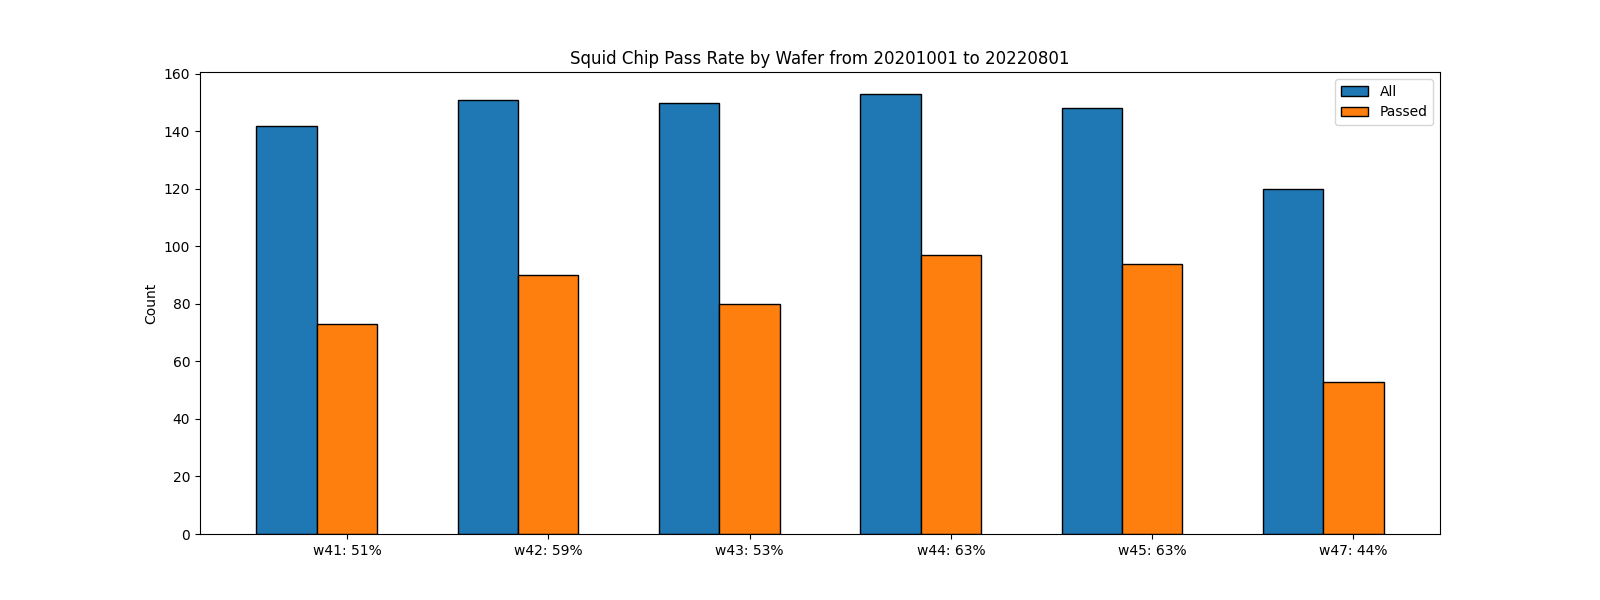 Squid Chip Pass Rate by Wafer from 20201001 to 20220801
160
140
120
100
80
60
40
20
0
Count
All
Passed
w41: 51%
w42: 59%
w43: 53%
w44: 63%
w45: 63%
w47: 44%